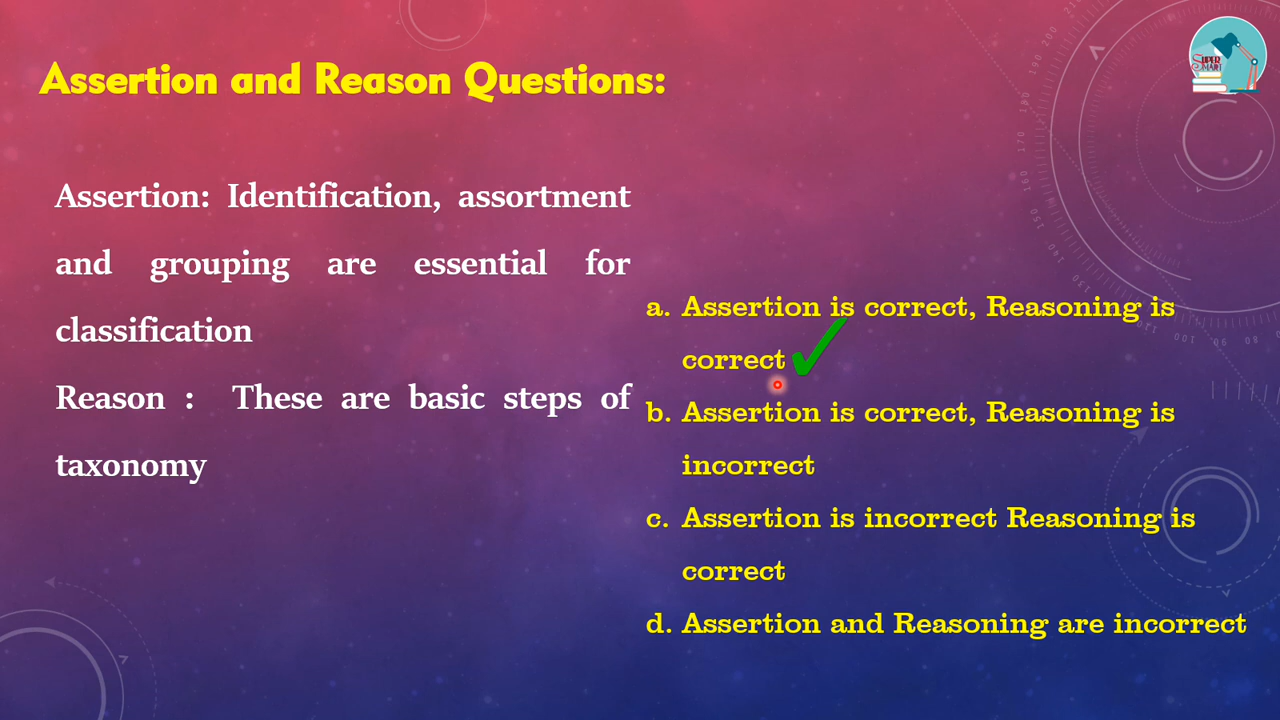 Assertion and Reason Questions:
Assertion: Identification, assortment
and grouping are essential for
classification
Reason : These are basic steps of
taxonomy
a. Assertion is correct, Reasoning is
correct
b. Assertion is correct, Reasoning is
incorrect
c. Assertion is incorrect Reasoning is
correct
d. Assertion and Reasoning are incorrect
SUPER
SMART